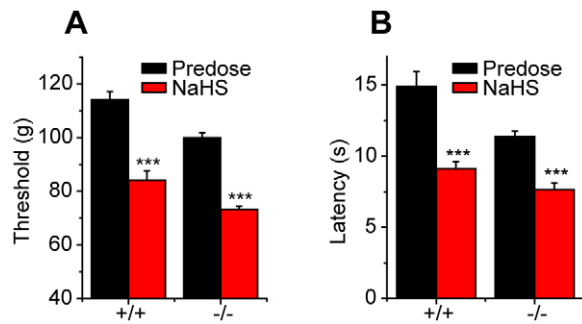 A
Predose
NaHS
Threshold (g)
120
100
80
60
40
***
***
+/+
-/-
B
Predose
NaHS
Latency (s)
15
10
5
0
***
***
+/+
-/-